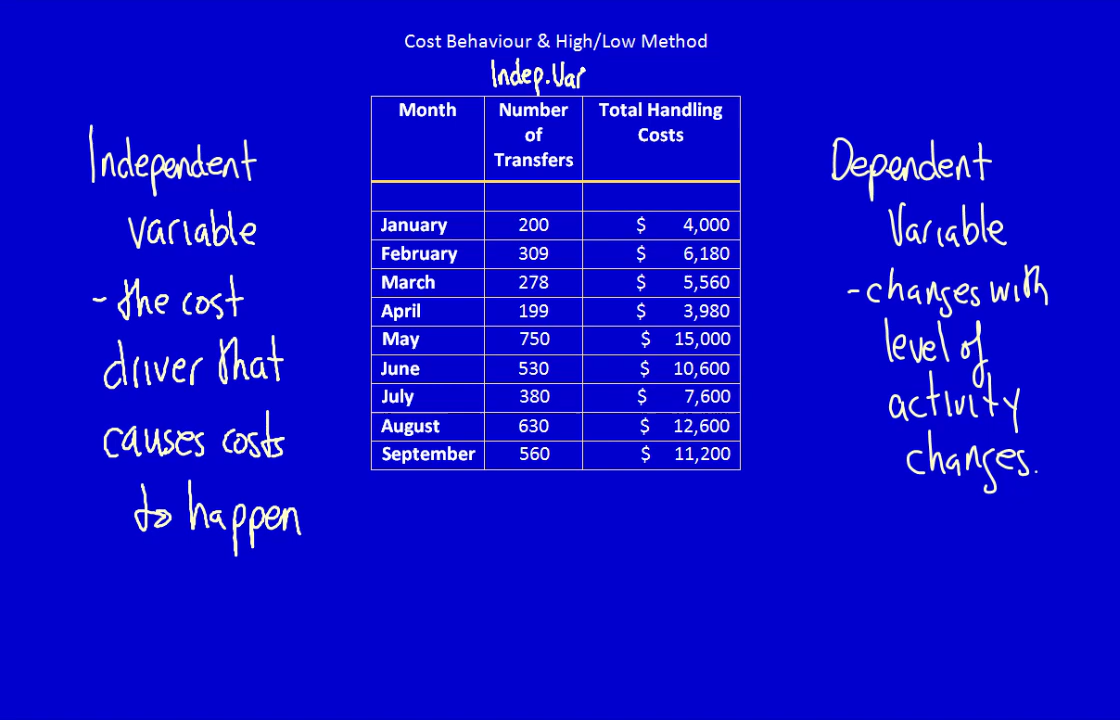 Cost Behaviour & High/Low Method
Indep.Var
Month Number of Transfers Total Handling Costs
January 200 $ 4,000
February 309 $ 6,180
March 278 $ 5,560
April 199 $ 3,980
May 750 $ 15,000
June 530 $ 10,600
July 380 $ 7,600
August 630 $ 12,600
September 560 $ 11,200
Independent
variable
- the cost
driver that
causes costs
to happen
Dependent
Variable
- changes with
level of
activity
changes.